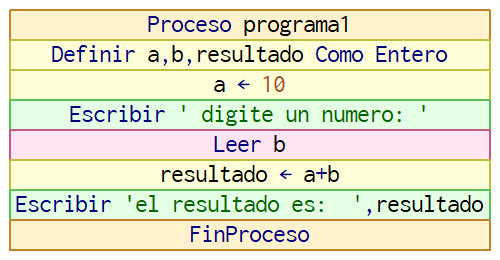 Proceso programa1
Definir a,b,resultado Como Entero
a ← 10
Escribir ' digite un numero: '
Leer b
resultado ← a+b
Escribir 'el resultado es:  ',resultado
FinProceso